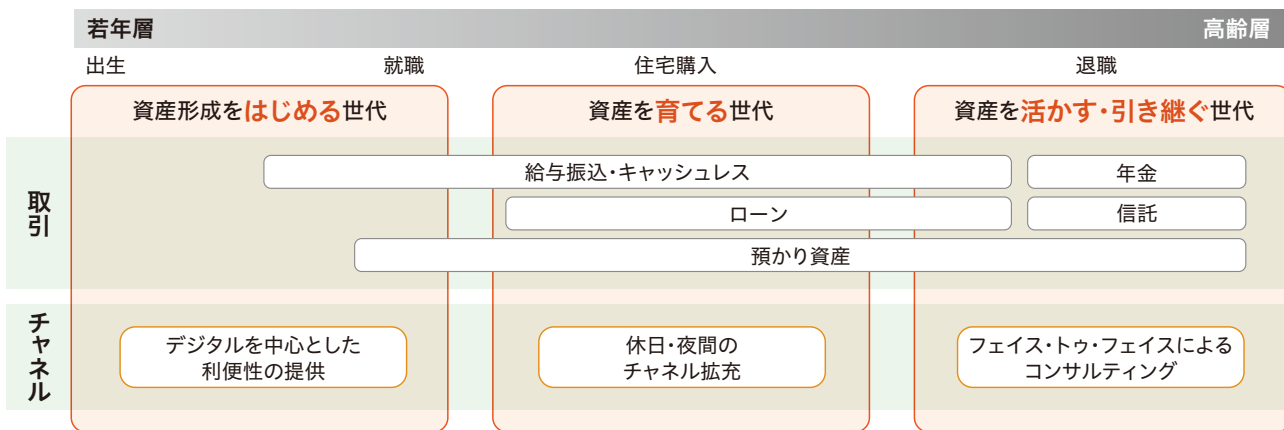 若年層
高齢層
出生
就職
住宅購入
退職
資産形成をはじめる世代
資産を育てる世代
資産を活かす・引き継ぐ世代
取引
給与振込・キャッシュレス
年金
ローン
信託
預かり資産
チャネル
デジタルを中心とした
利便性の提供
休日・夜間の
チャネル拡充
フェイス・トゥ・フェイスによる
コンサルティング